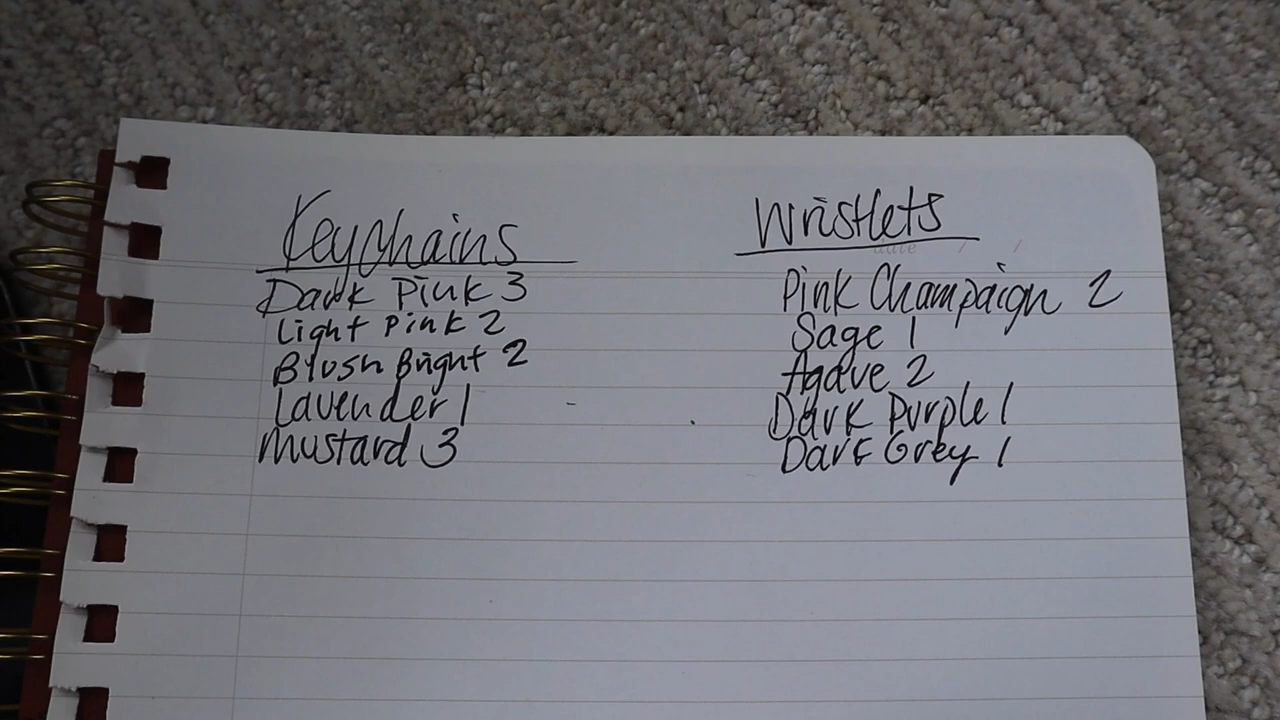 Keychains
Dark Pink 3
Light Pink 2
Blush Bright 2
Lavender 1
Mustard 3
Wristlets
date / /
Pink Champaign 2
Sage 1
Agave 2
Dark Purple 1
Dark Grey 1